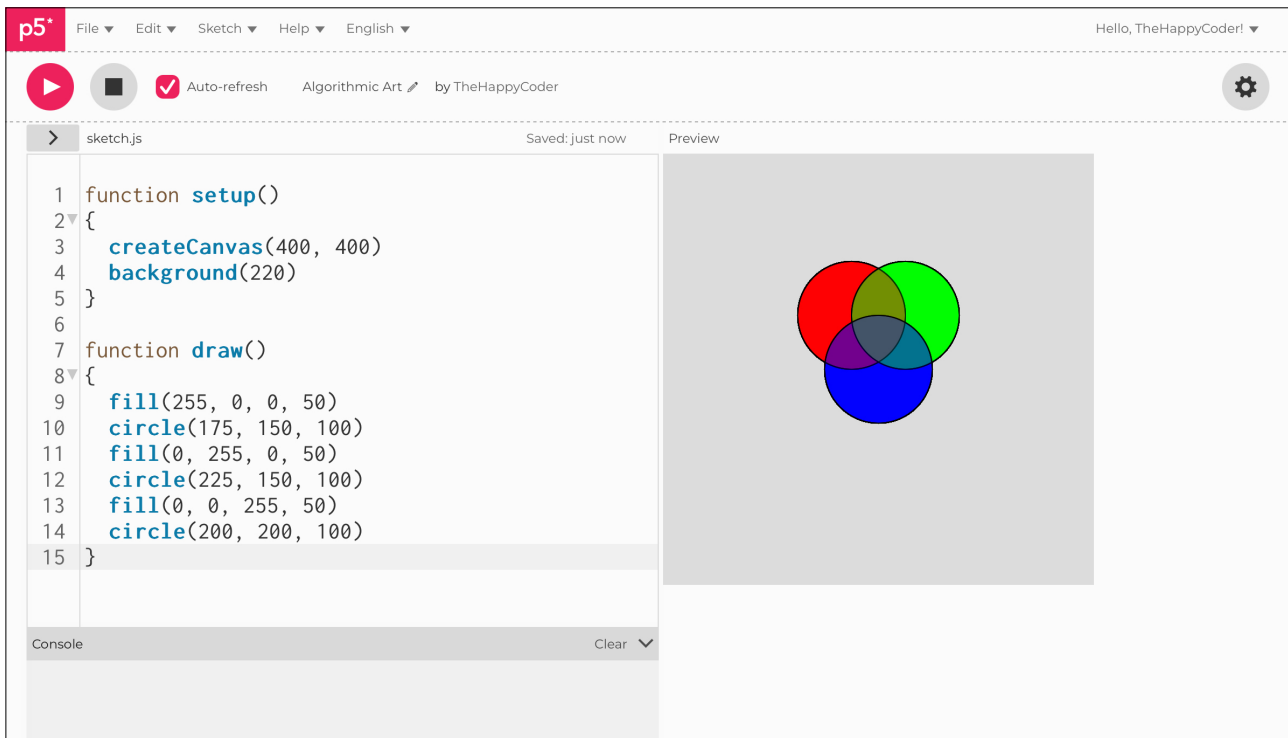 p5* File Edit Sketch Help English Hello, TheHappyCoder!
Auto-refresh Algorithmic Art by TheHappyCoder
sketch.js Saved: just now Preview
1 function setup()
2 {
3   createCanvas(400, 400)
4   background(220)
5 }
6
7 function draw()
8 {
9   fill(255, 0, 0, 50)
10   circle(175, 150, 100)
11   fill(0, 255, 0, 50)
12   circle(225, 150, 100)
13   fill(0, 0, 255, 50)
14   circle(200, 200, 100)
15 }
Console Clear